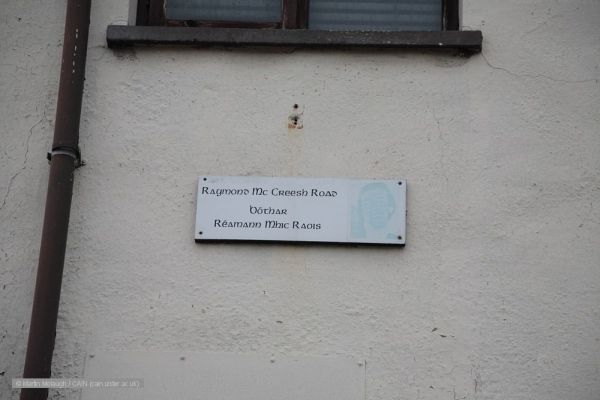 Raymond Mc Creesh Road
Bóthar
Réamann Mhic Raois
© Martin Melaugh / CAIN (cain.ulster.ac.uk)